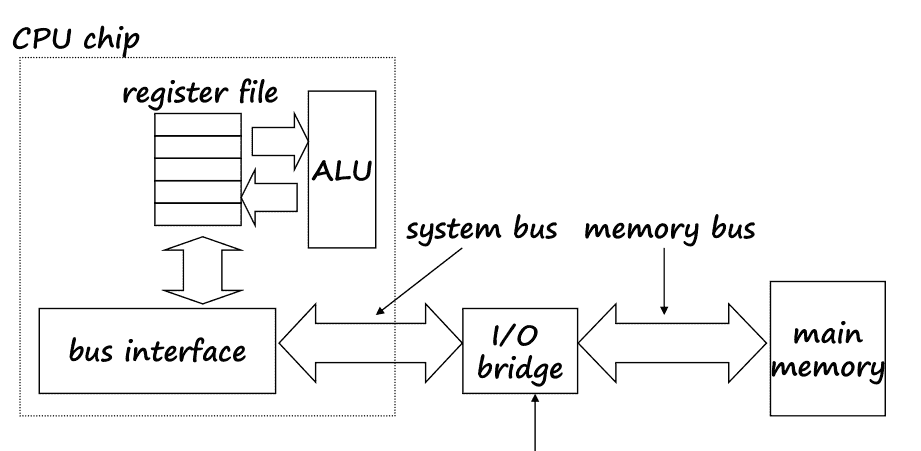 CPU chip
register file
ALU
system bus
memory bus
bus interface
I/O
bridge
main
memory